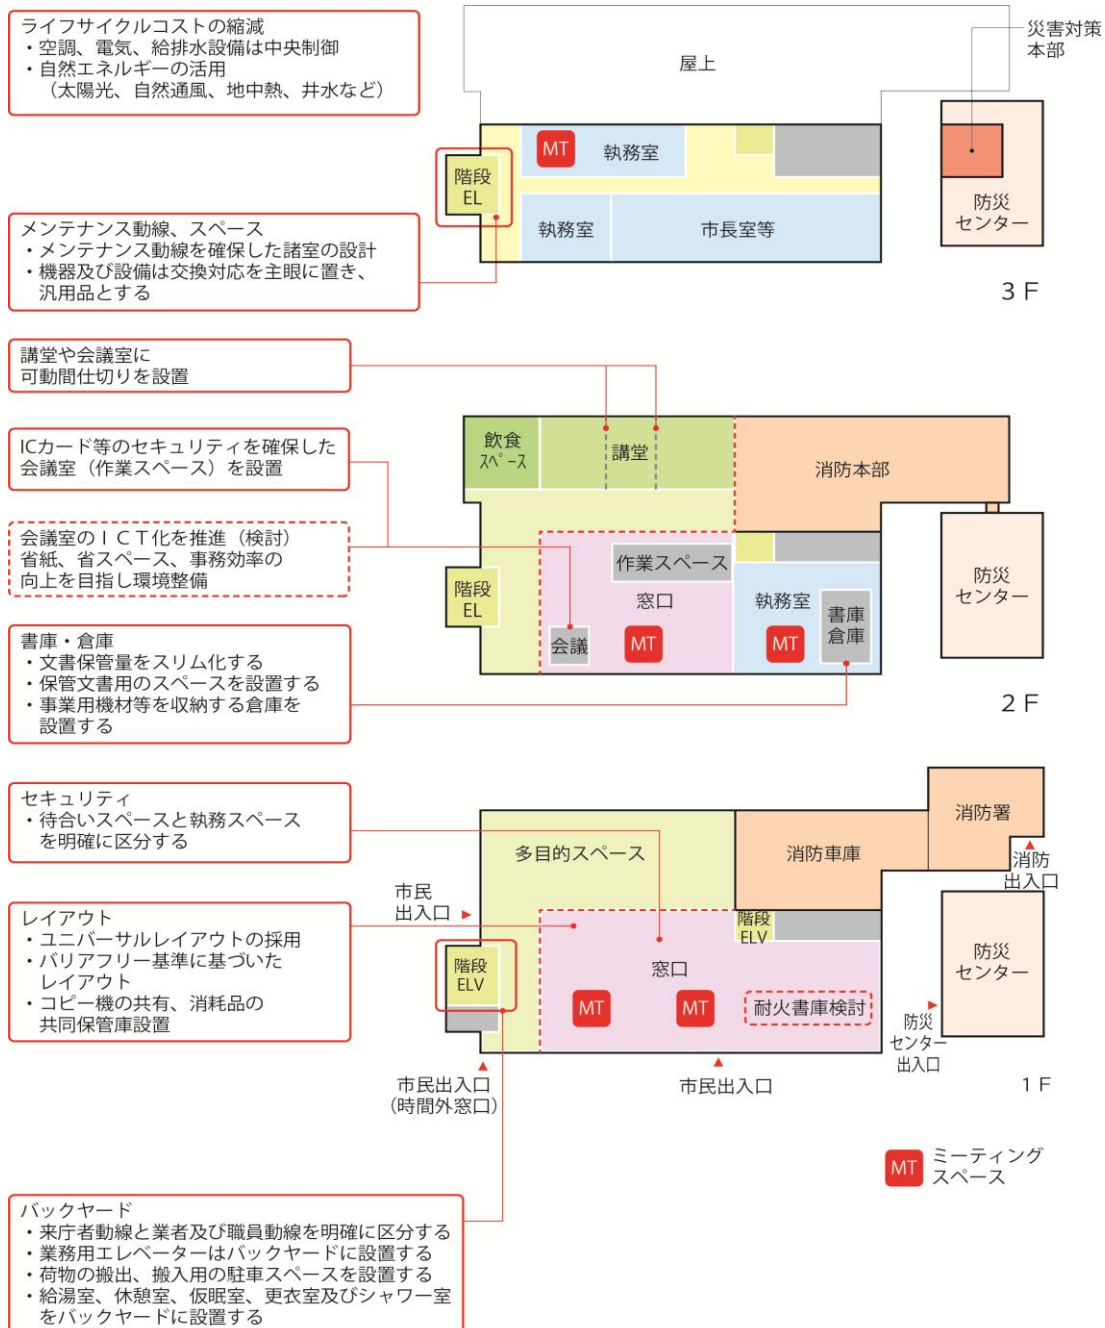 ライフサイクルコストの縮減
・空調、電気、給排水設備は中央制御
・自然エネルギーの活用
（太陽光、自然通風、地中熱、井水など）
屋上
災害対策
本部
MT
執務室
階段
EL
執務室
市長室等
防災
センター
3F
メンテナンス動線、スペース
・メンテナンス動線を確保した諸室の設計
・機器及び設備は交換対応を主眼に置き、
汎用品とする
講堂や会議室に
可動間仕切りを設置
ICカード等のセキュリティを確保した
会議室（作業スペース）を設置
会議室のＩＣＴ化を推進（検討）
省紙、省スペース、事務効率の
向上を目指し環境整備
書庫・倉庫
・文書保管量をスリム化する
・保管文書用のスペースを設置する
・事業用機材等を収納する倉庫を
設置する
飲食
ｽﾍﾟｰｽ
講堂
消防本部
作業スペース
階段
EL
窓口
執務室
書庫
倉庫
会議
MT
MT
防災
センター
2F
セキュリティ
・待合いスペースと執務スペース
を明確に区分する
レイアウト
・ユニバーサルレイアウトの採用
・バリアフリー基準に基づいた
レイアウト
・コピー機の共有、消耗品の
共同保管庫設置
消防署
多目的スペース
消防車庫
消防
出入口
市民
出入口
階段
ELV
階段
ELV
窓口
MT
MT
耐火書庫検討
防災
センター
防災
センター
出入口
市民出入口
（時間外窓口）
市民出入口
1F
MT
ミーティング
スペース
バックヤード
・来庁者動線と業者及び職員動線を明確に区分する
・業務用エレベーターはバックヤードに設置する
・荷物の搬出、搬入用の駐車スペースを設置する
・給湯室、休憩室、仮眠室、更衣室及びシャワー室
をバックヤードに設置する